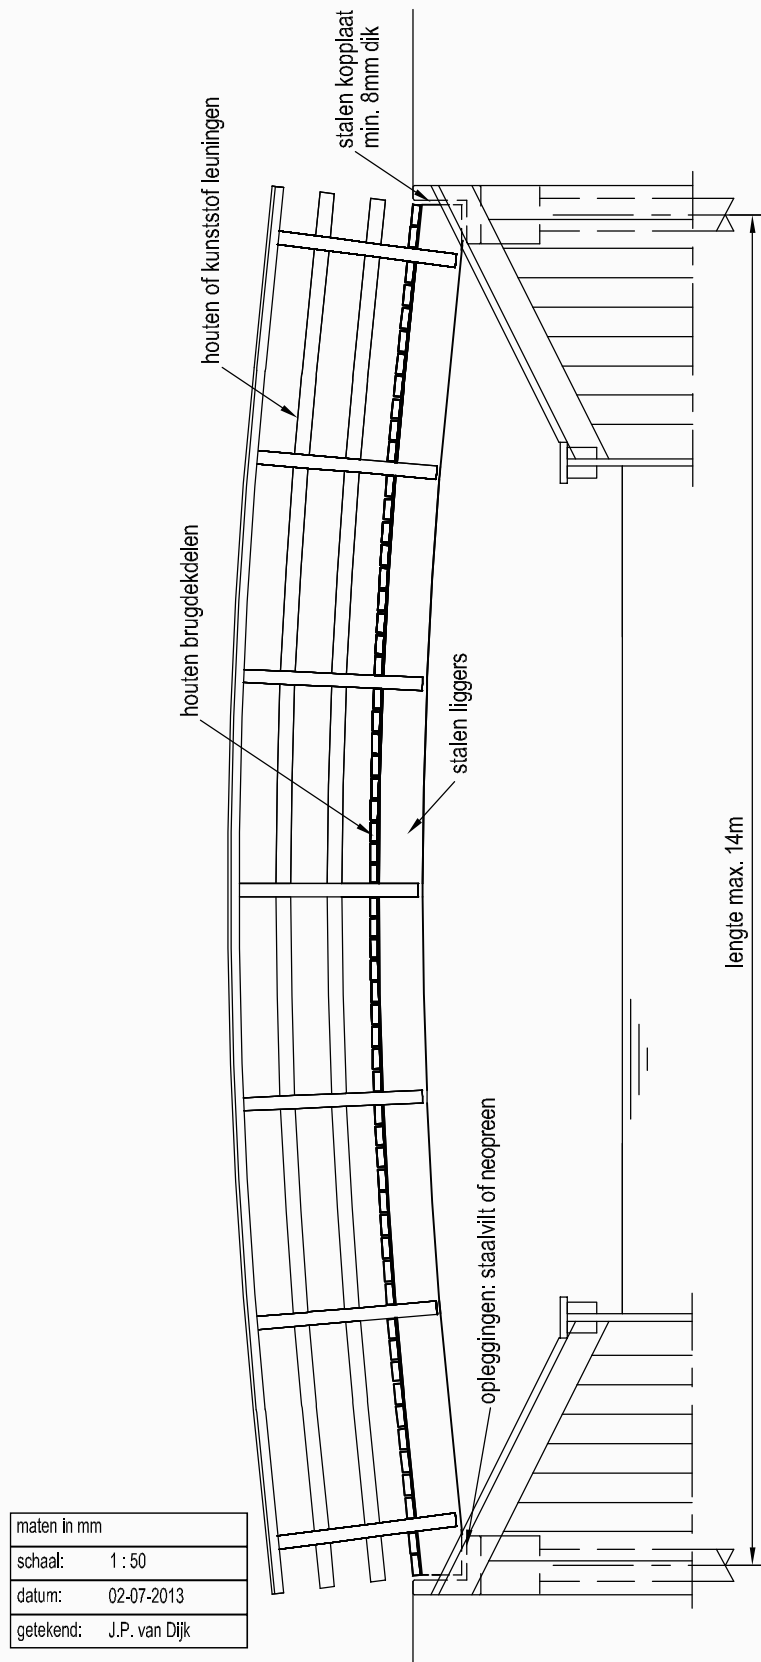 houten of kunststof leuningen
stalen kopplaat
min. 8mm dik
houten brugdekdelen
stalen liggers
lengte max. 14m
opleggingen: staalvilt of neopreen
maten in mm
schaal: 1 : 50
datum: 02-07-2013
getekend: J.P. van Dijk